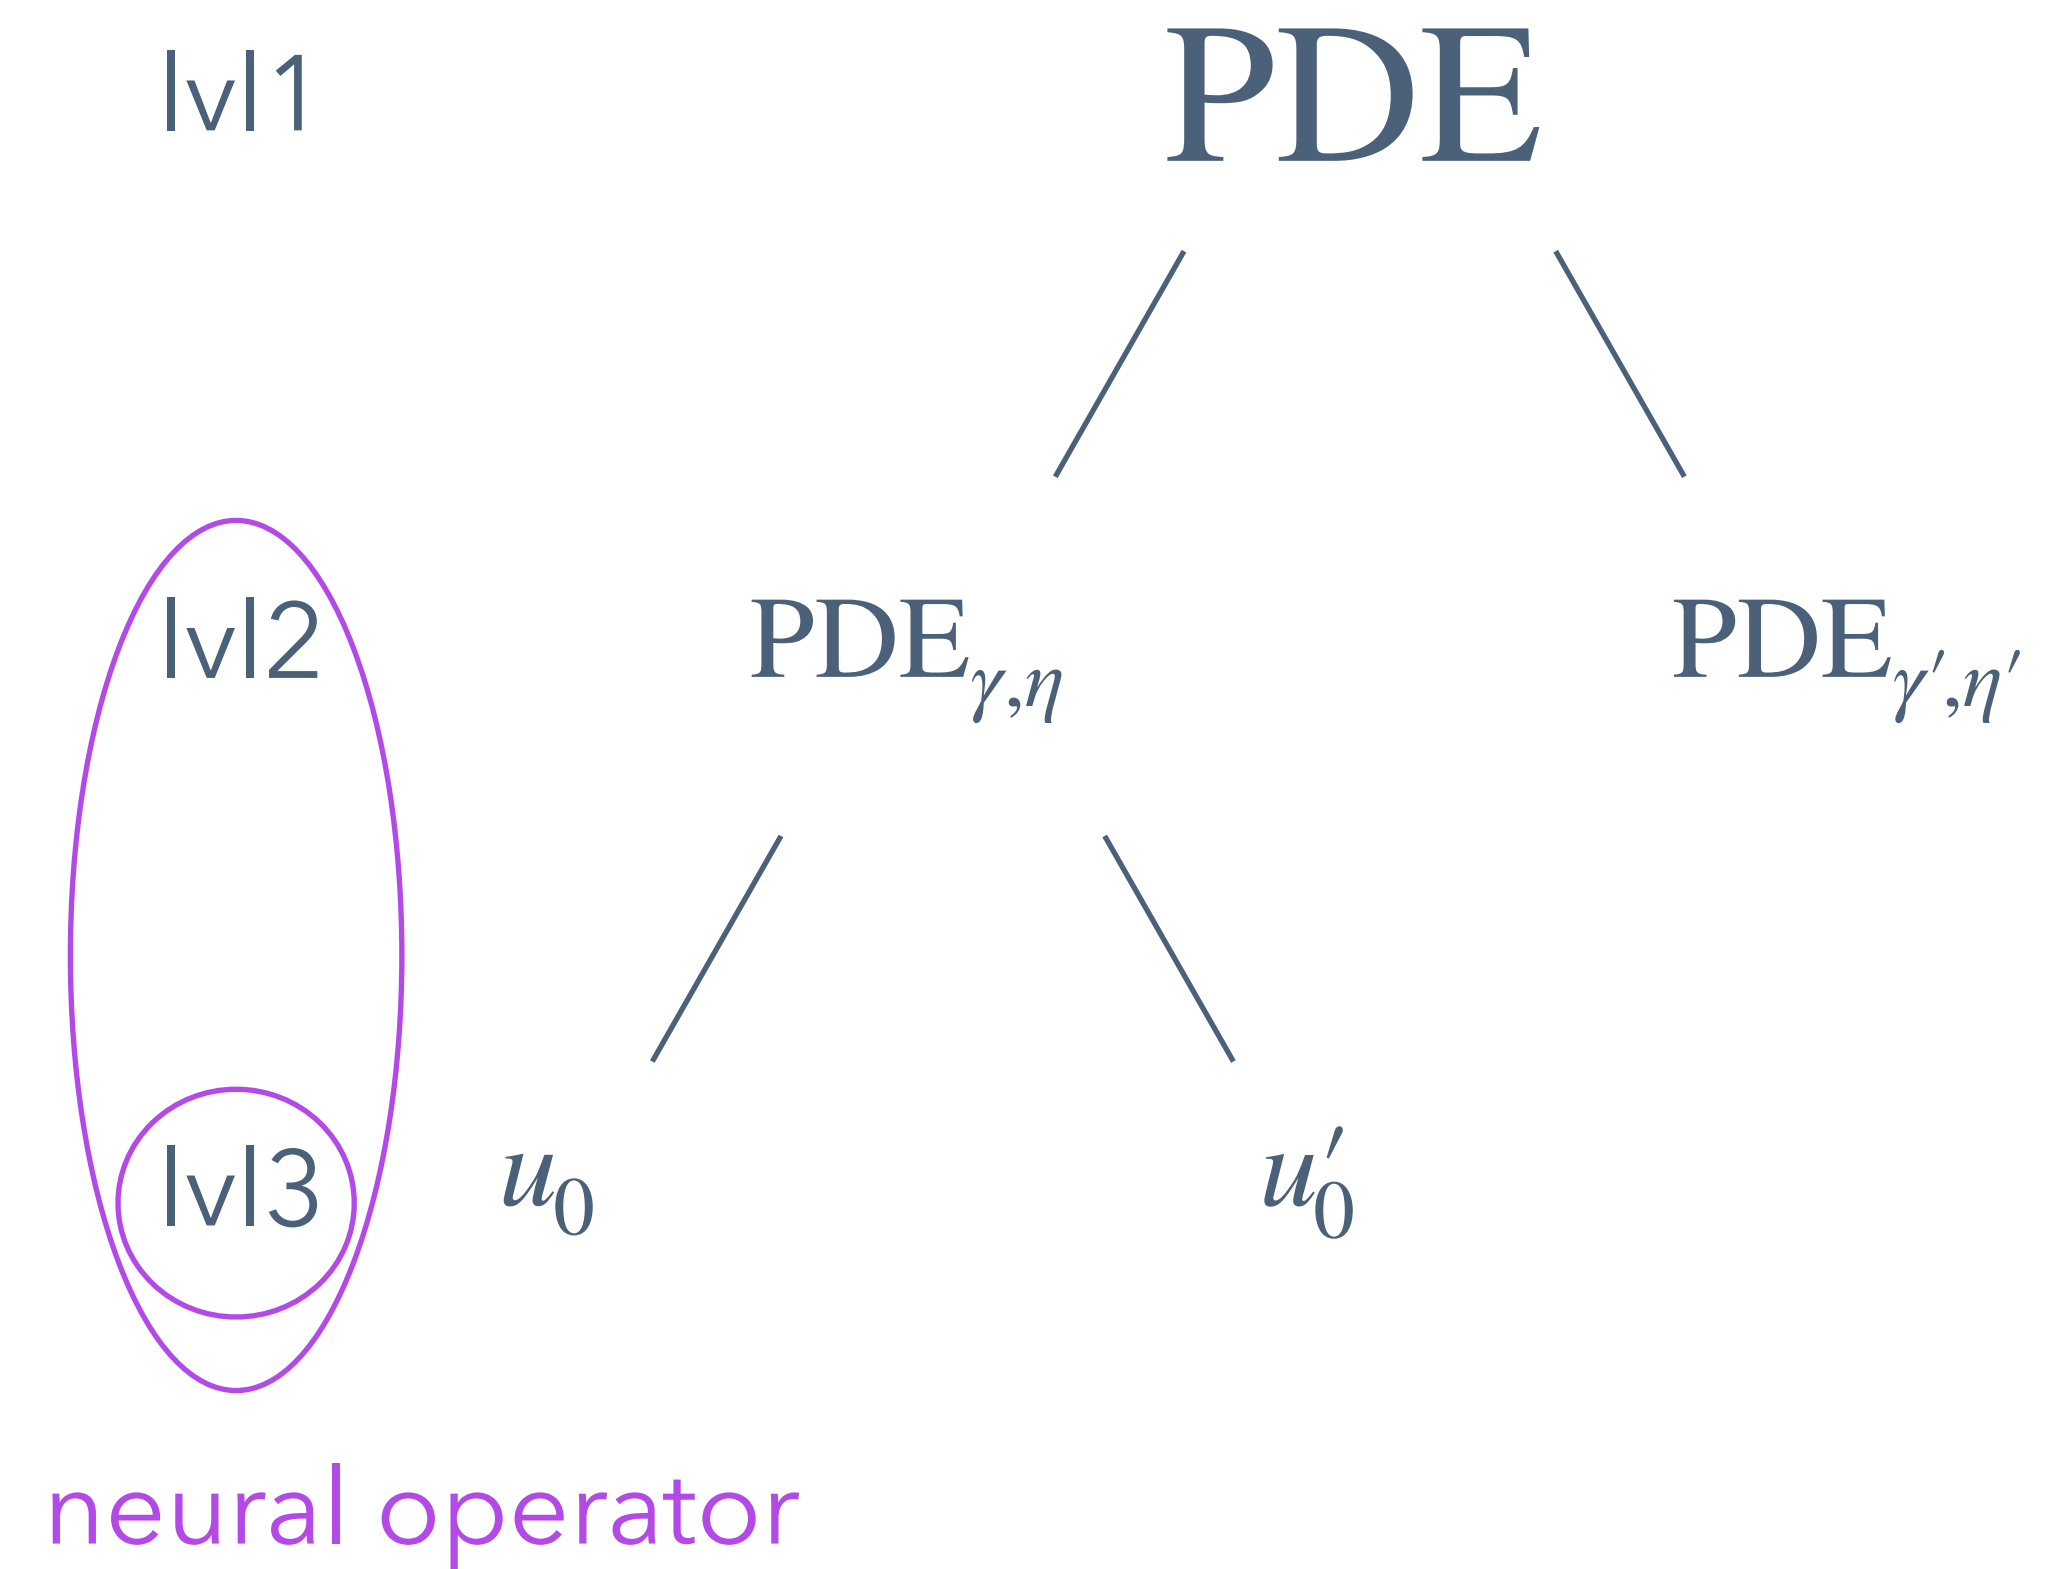 lvl1 PDE
lvl2 PDE_{γ,η} PDE_{γ′,η′}
lvl3 u_0 u′_0
neural operator